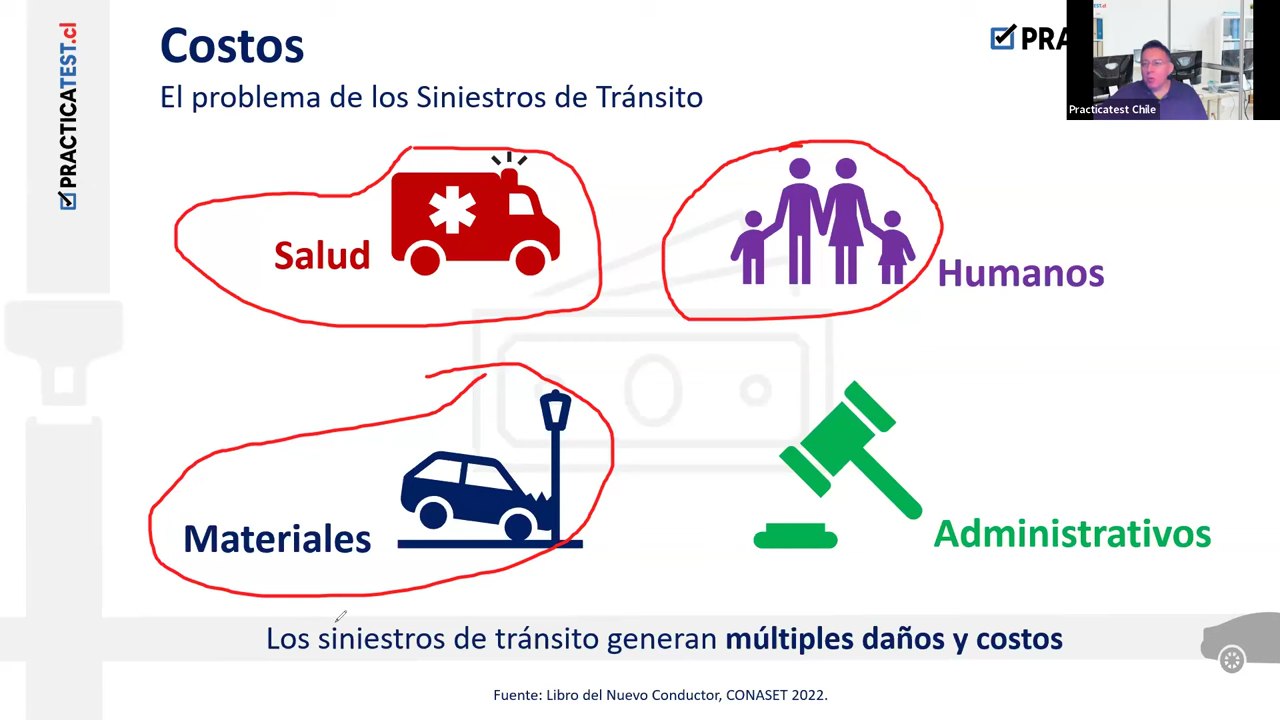 PRACTICATEST.cl
Costos
El problema de los Siniestros de Tránsito
PRA
Practicatest Chile
Salud
Humanos
Materiales
Administrativos
Los siniestros de tránsito generan múltiples daños y costos
Fuente: Libro del Nuevo Conductor, CONASET 2022.